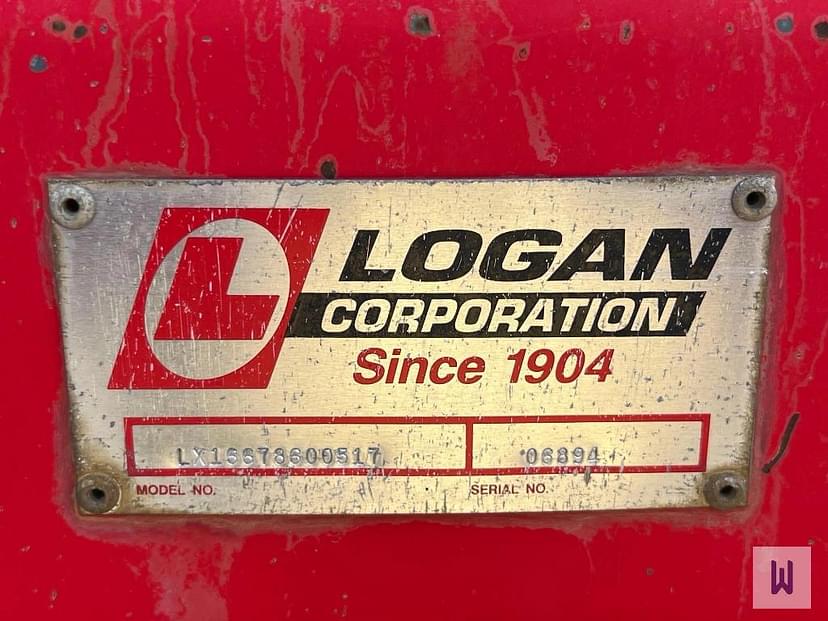 L LOGAN
CORPORATION
Since 1904
LX16678600517 06894
MODEL NO. SERIAL NO.
W